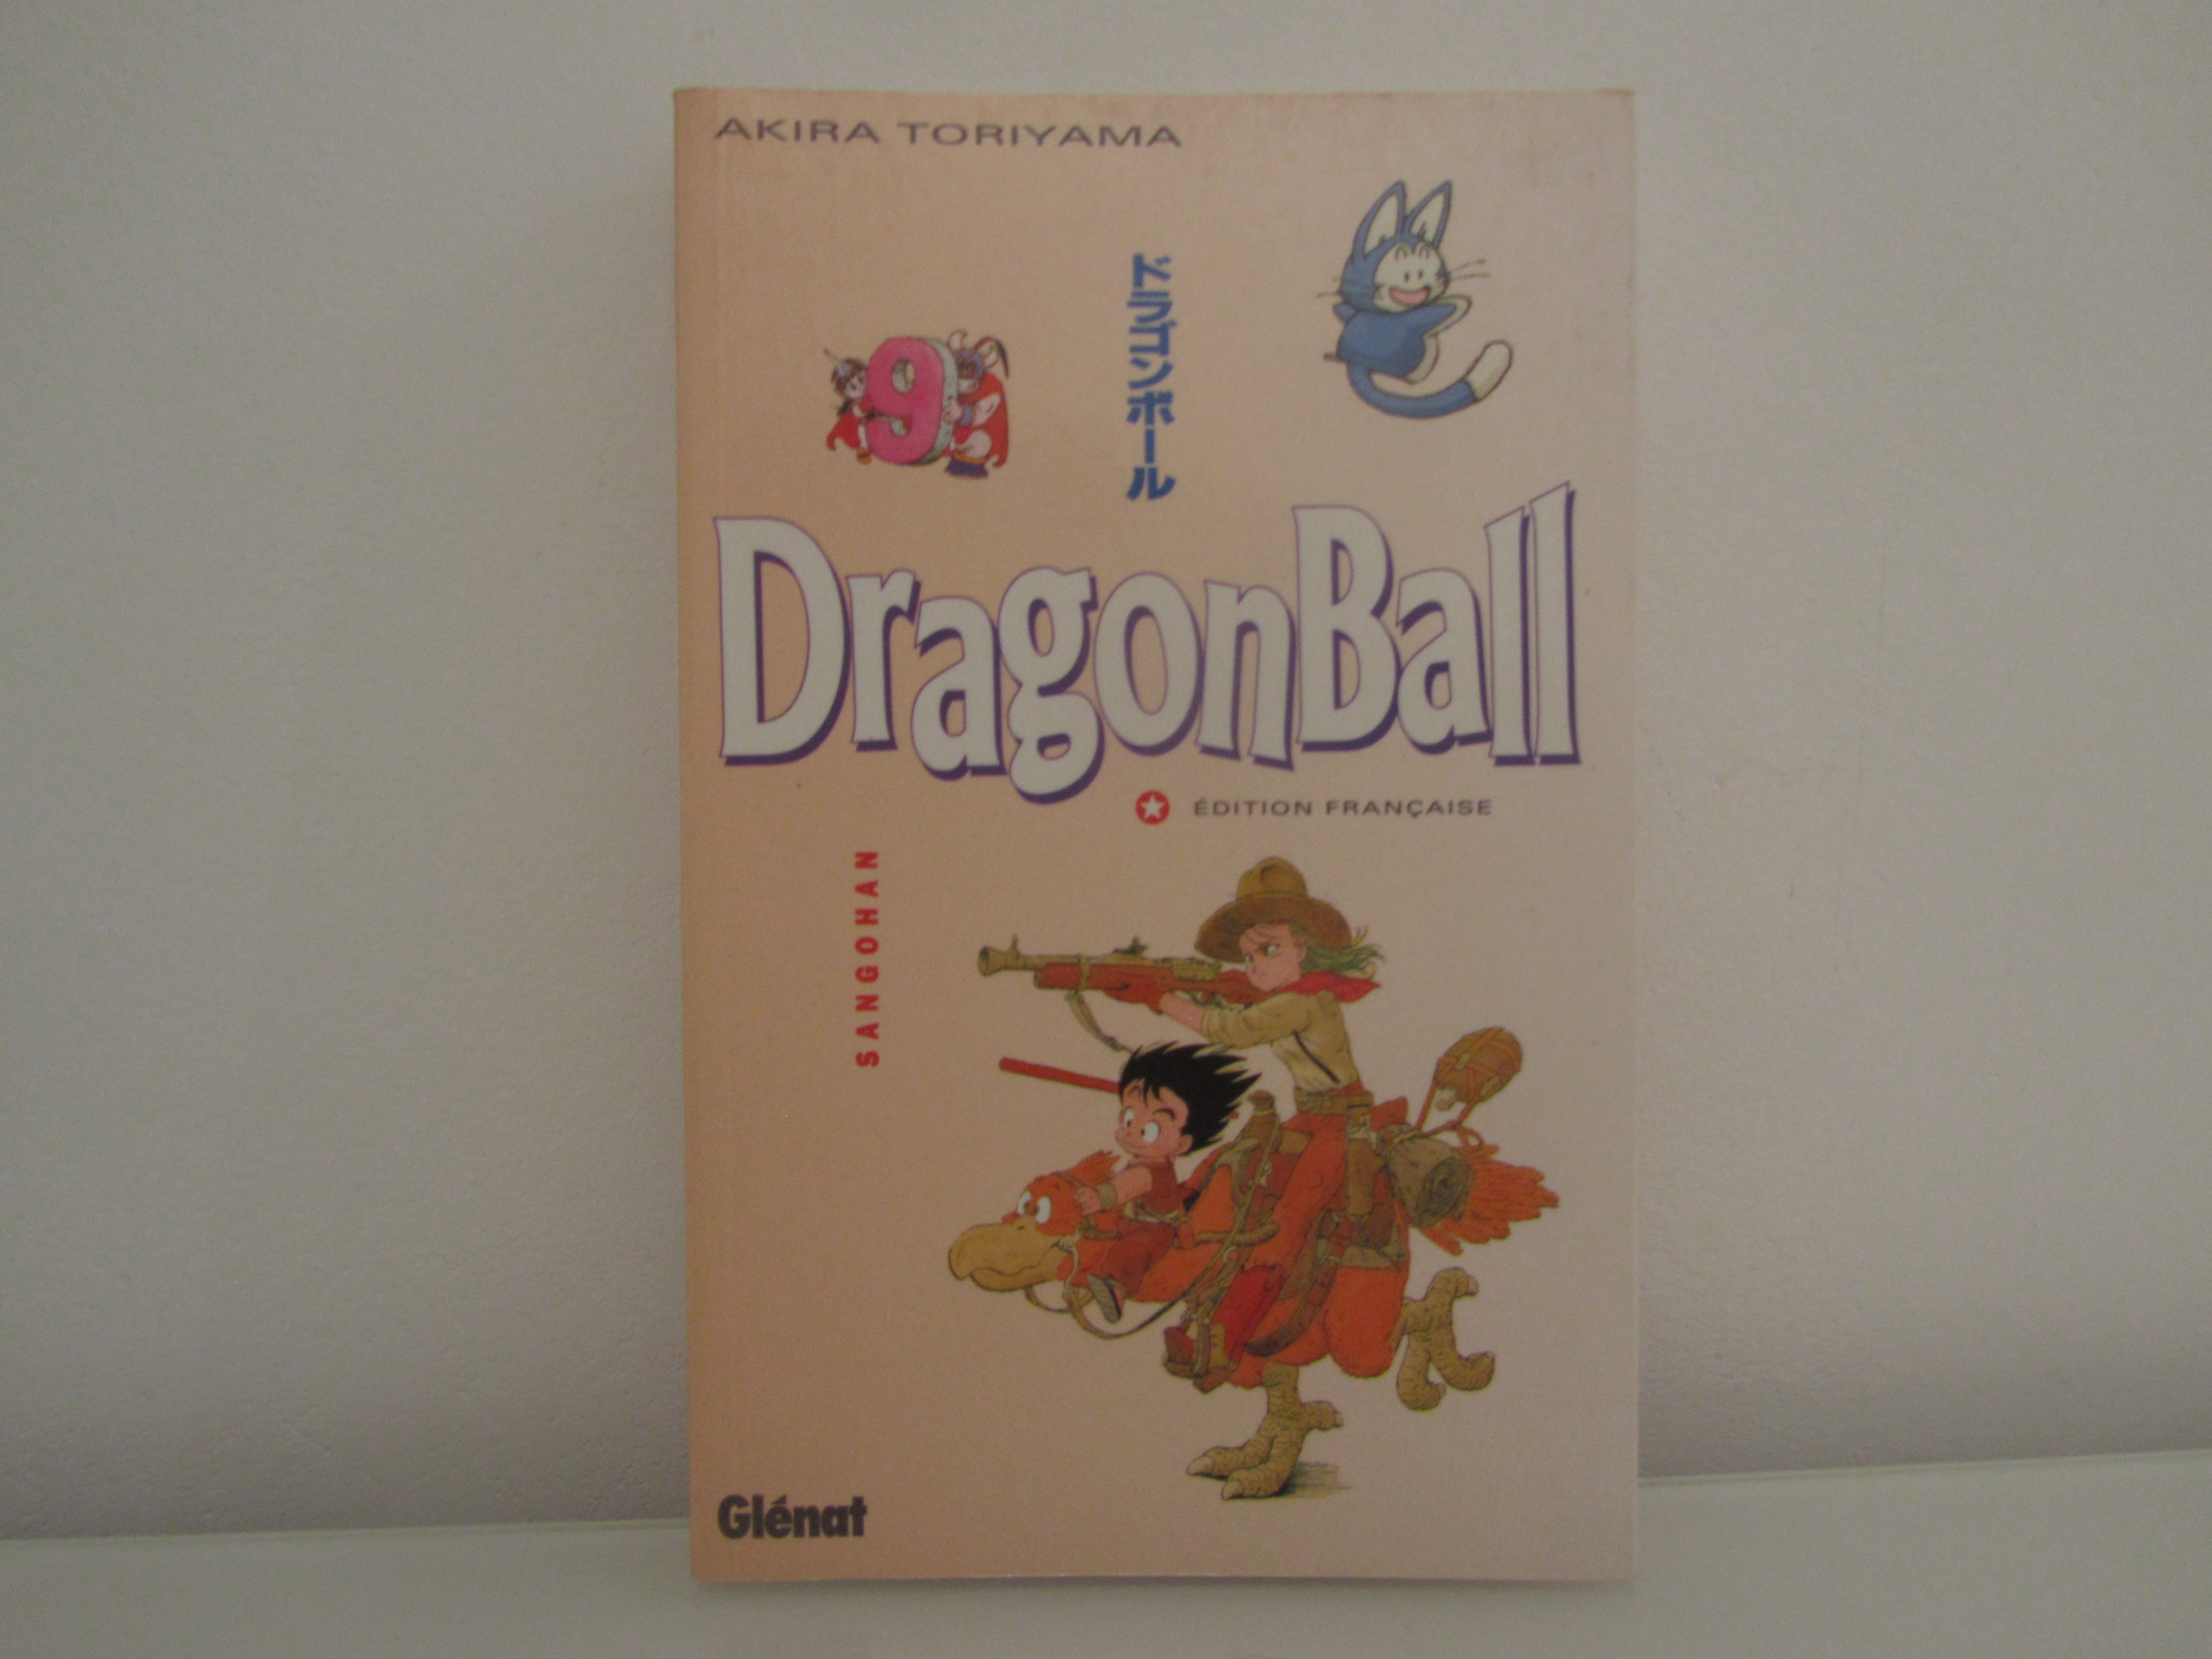 AKIRA TORIYAMA
ドラゴンボール
9
DragonBall
ÉDITION FRANÇAISE
SANGOHAN
Glénat